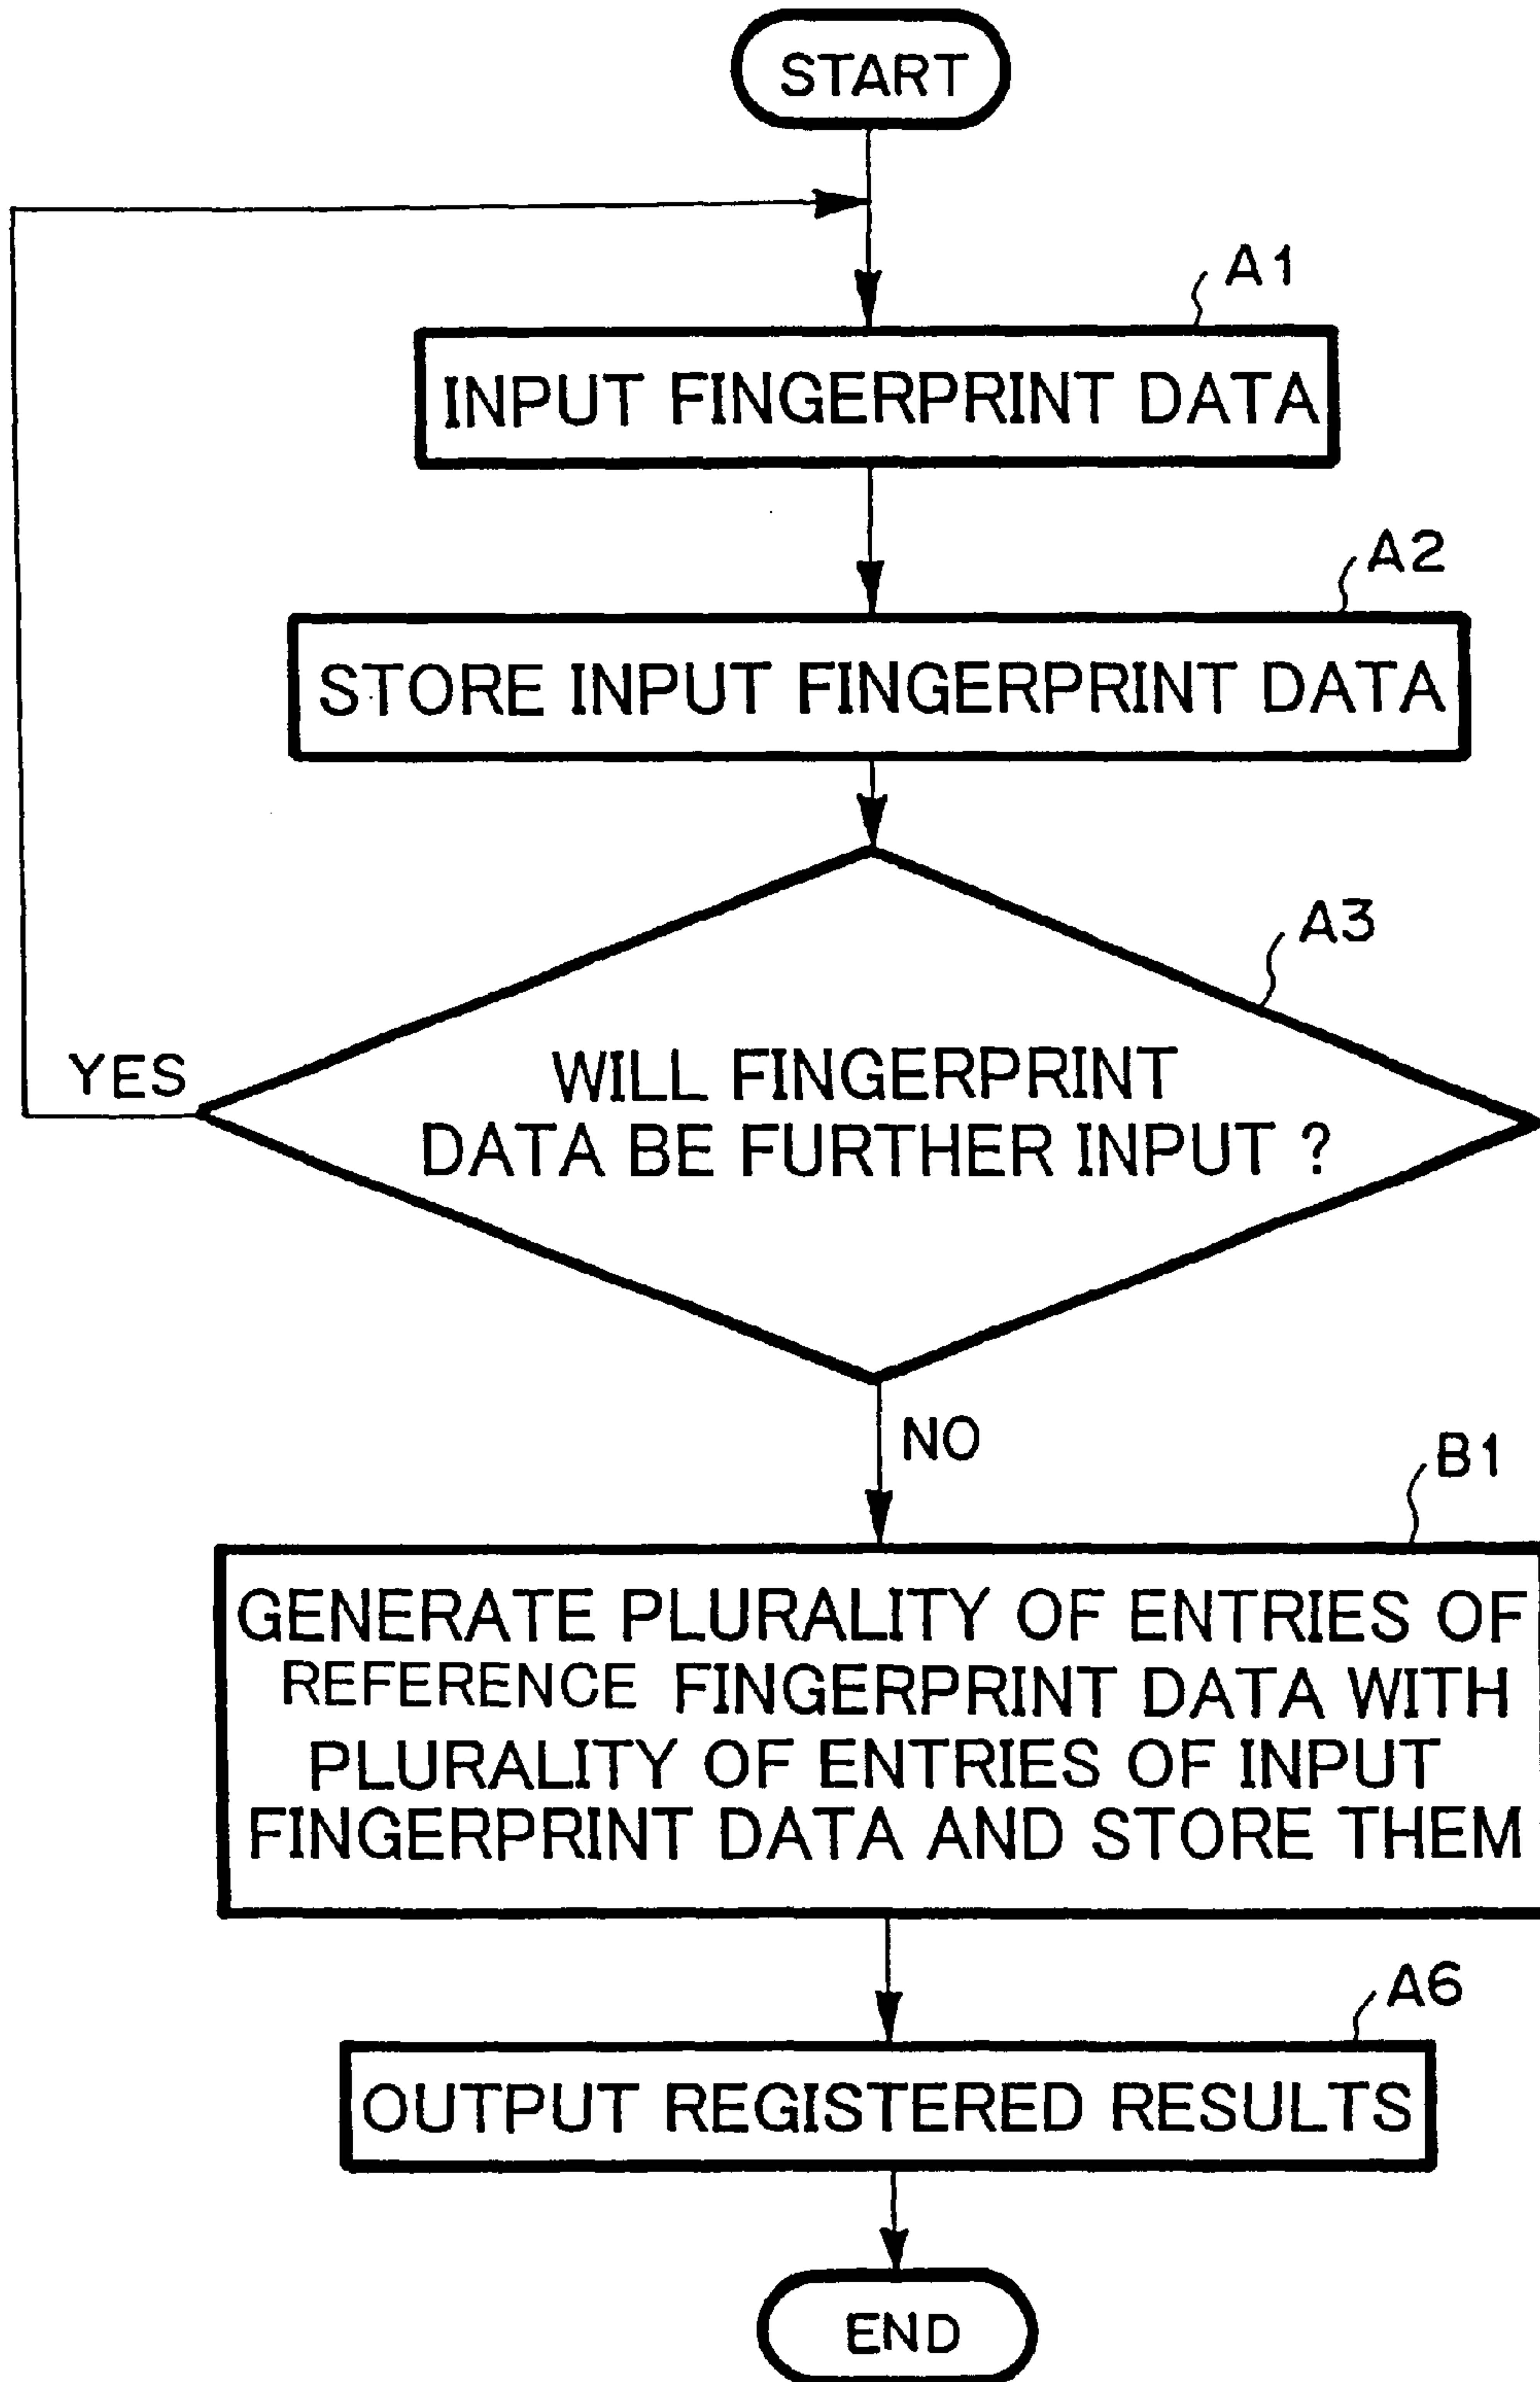 START
A1
INPUT FINGERPRINT DATA
A2
STORE INPUT FINGERPRINT DATA
A3
YES
WILL FINGERPRINT
DATA BE FURTHER INPUT ?
NO
B1
GENERATE PLURALITY OF ENTRIES OF
REFERENCE FINGERPRINT DATA WITH
PLURALITY OF ENTRIES OF INPUT
FINGERPRINT DATA AND STORE THEM
A6
OUTPUT REGISTERED RESULTS
END